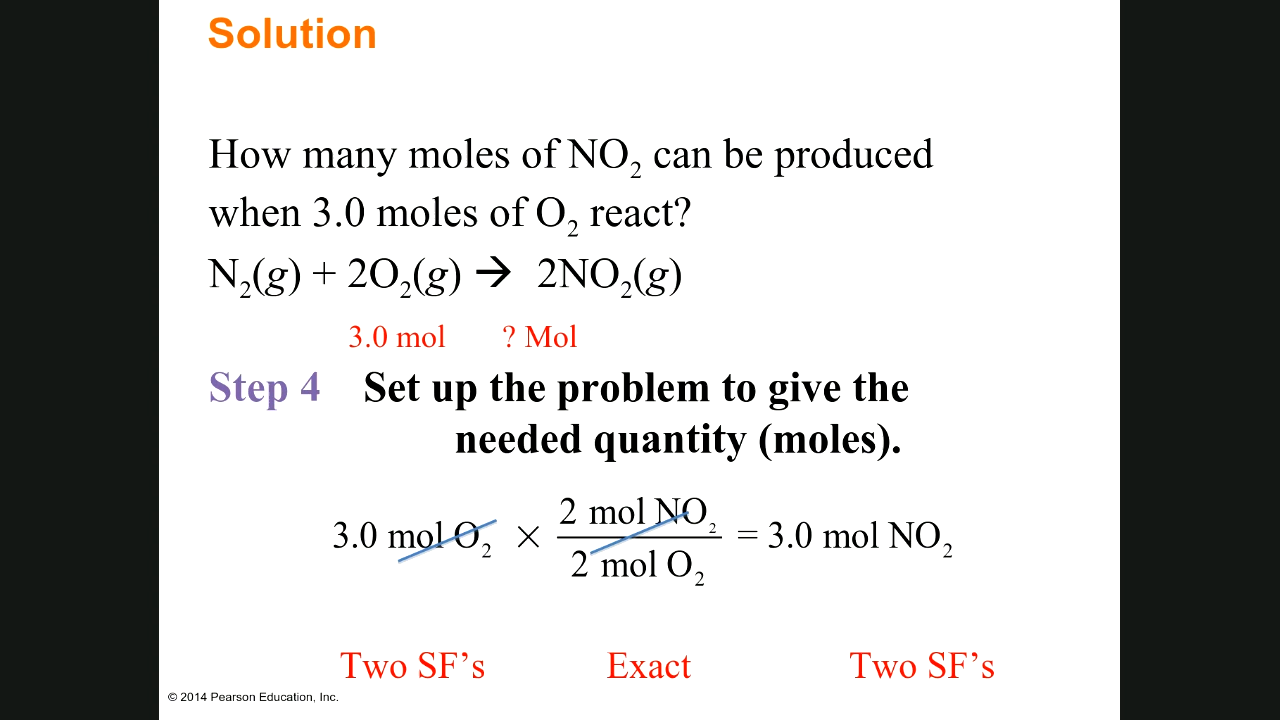 Solution
How many moles of NO₂ can be produced
when 3.0 moles of O₂ react?
N₂(g) + 2O₂(g) → 2NO₂(g)
3.0 mol ? Mol
Step 4 Set up the problem to give the
needed quantity (moles).
3.0 mol O₂ × 2 mol NO₂ / 2 mol O₂ = 3.0 mol NO₂
Two SF’s Exact Two SF’s
© 2014 Pearson Education, Inc.